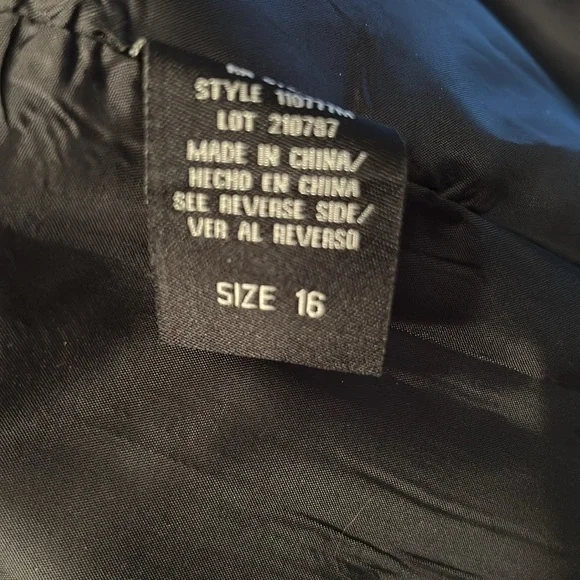 STYLE
LOT 210787
MADE IN CHINA/
HECHO EN CHINA
SEE REVERSE SIDE/
VER AL REVERSO
SIZE 16